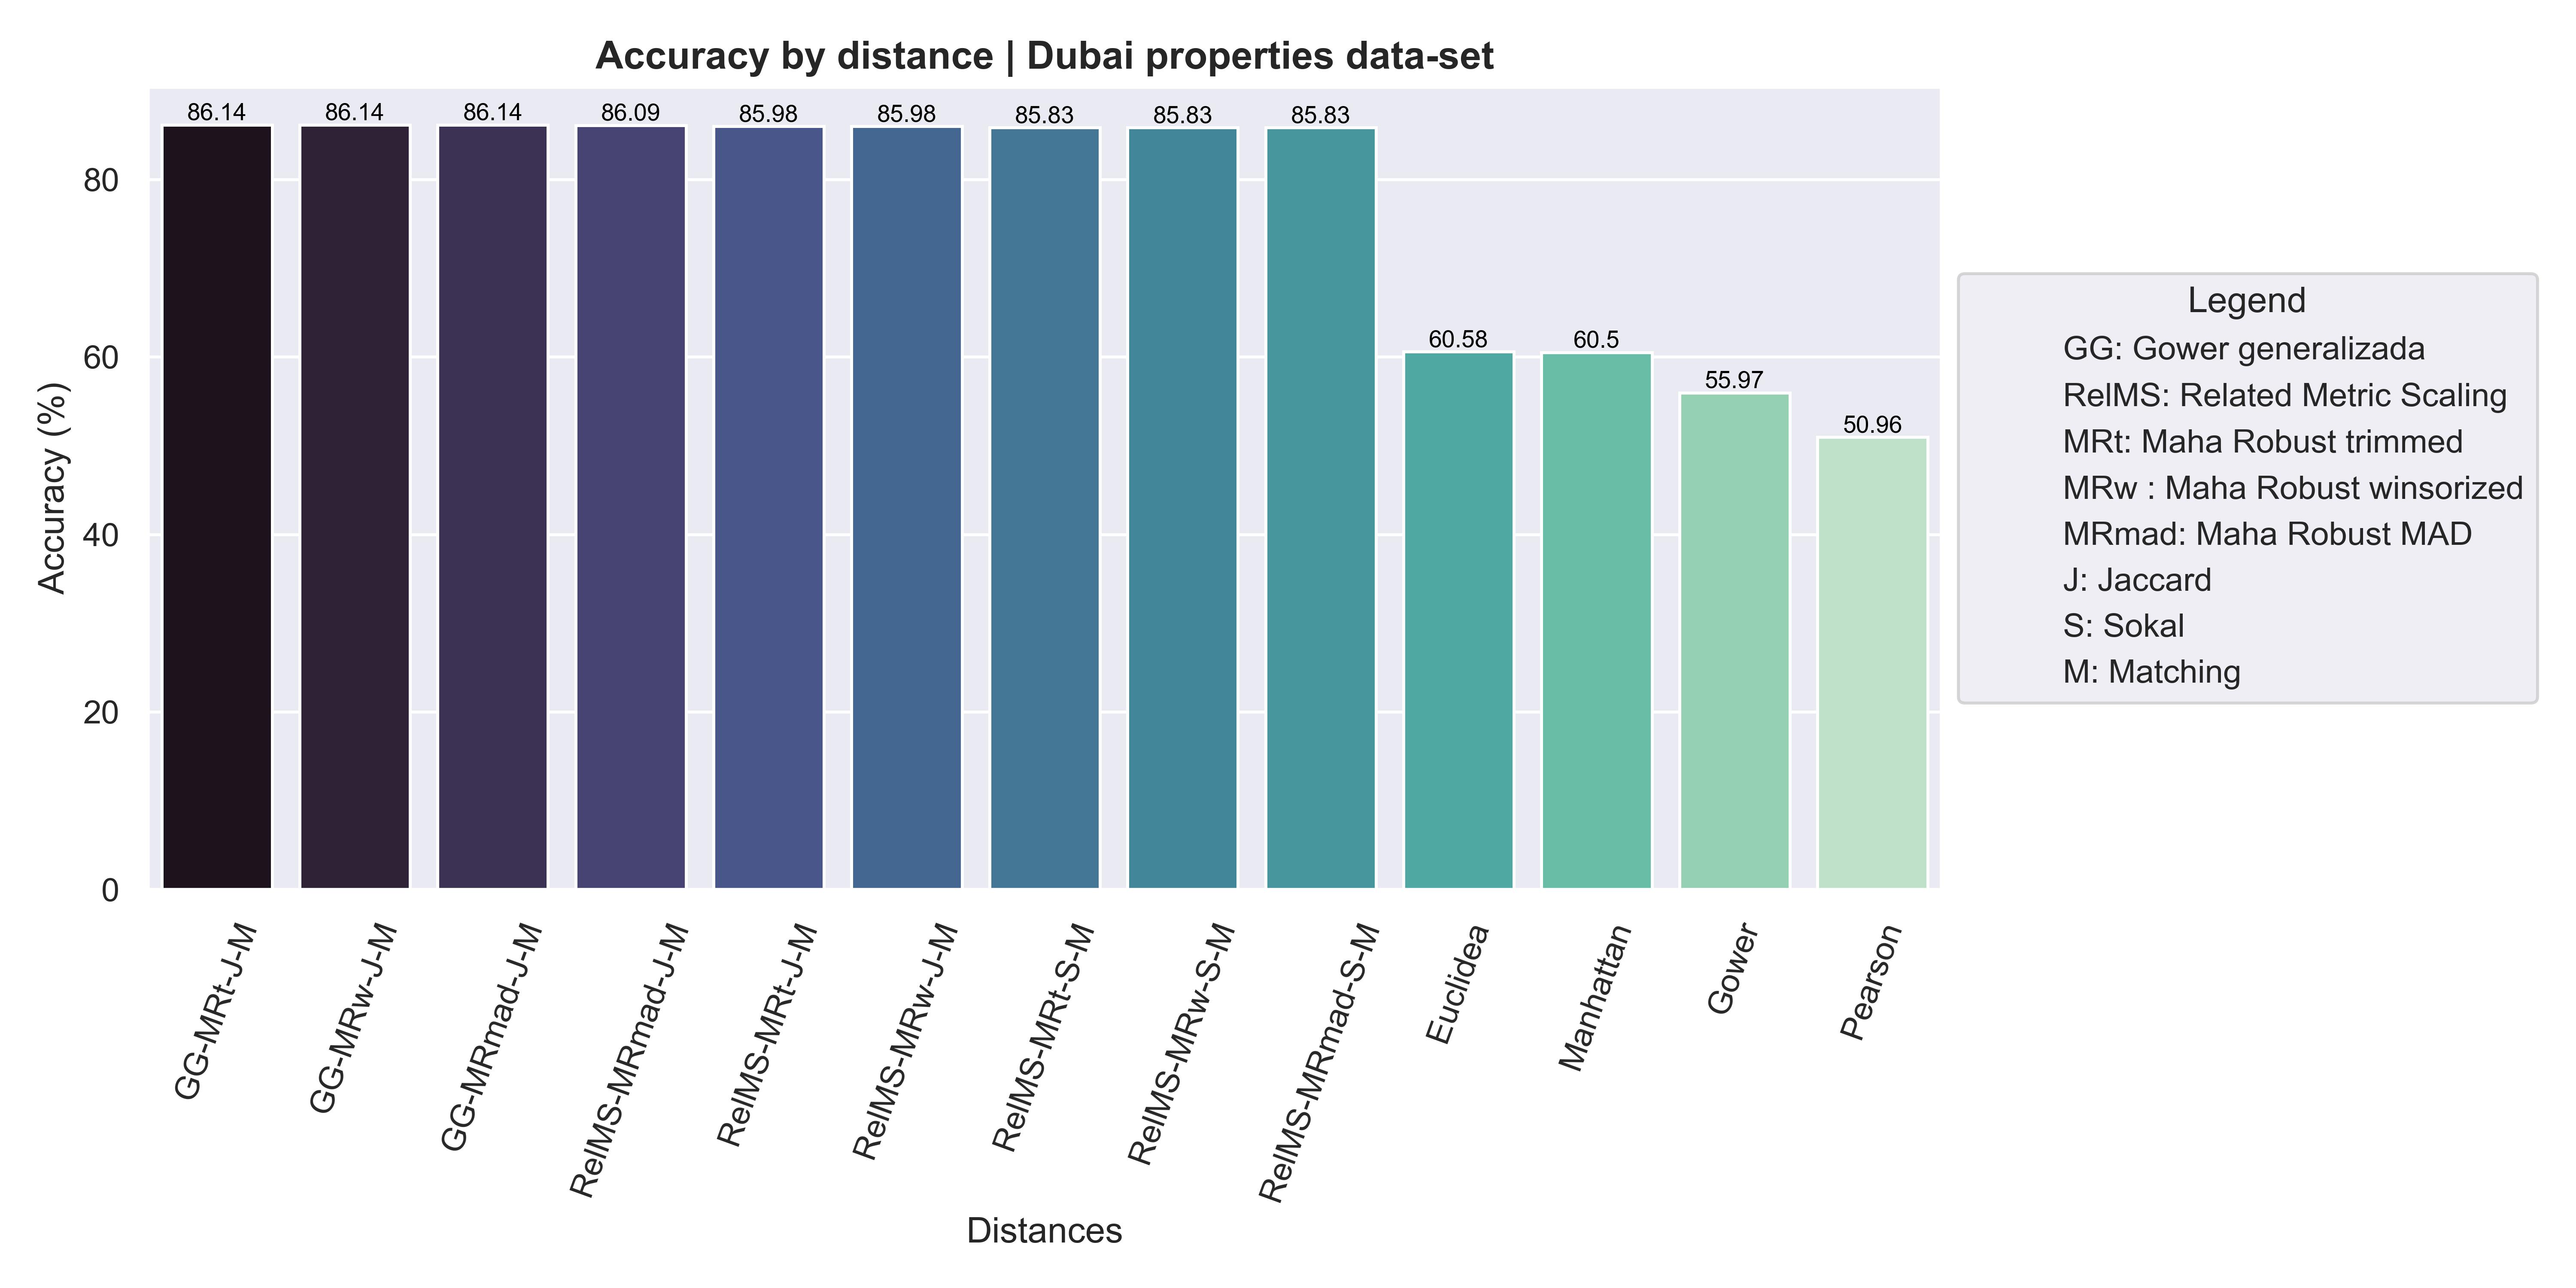 Accuracy by distance | Dubai properties data-set
86.14
86.14
86.14
86.09
85.98
85.98
85.83
85.83
85.83
60.58
60.5
55.97
50.96
80
60
40
20
0
Accuracy (%)
GG-MRt-J-M
GG-MRw-J-M
GG-MRmad-J-M
RelMS-MRmad-J-M
RelMS-MRt-J-M
RelMS-MRw-J-M
RelMS-MRt-S-M
RelMS-MRw-S-M
RelMS-MRmad-S-M
Euclidea
Manhattan
Gower
Pearson
Distances
Legend
GG: Gower generalizada
RelMS: Related Metric Scaling
MRt: Maha Robust trimmed
MRw : Maha Robust winsorized
MRmad: Maha Robust MAD
J: Jaccard
S: Sokal
M: Matching